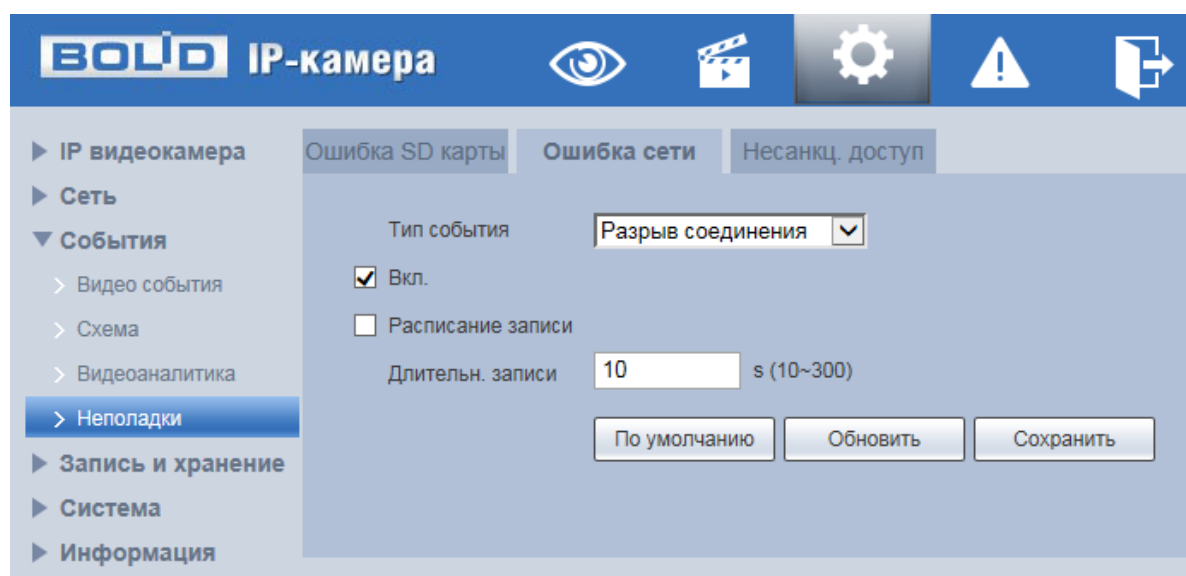 BOLID IP-камера
IP видеокамера
Сеть
События
Видео события
Схема
Видеоаналитика
Неполадки
Запись и хранение
Система
Информация
Ошибка SD карты Ошибка сети Несанкц. доступ
Тип события Разрыв соединения
Вкл.
Расписание записи
Длительн. записи 10 s (10~300)
По умолчанию Обновить Сохранить